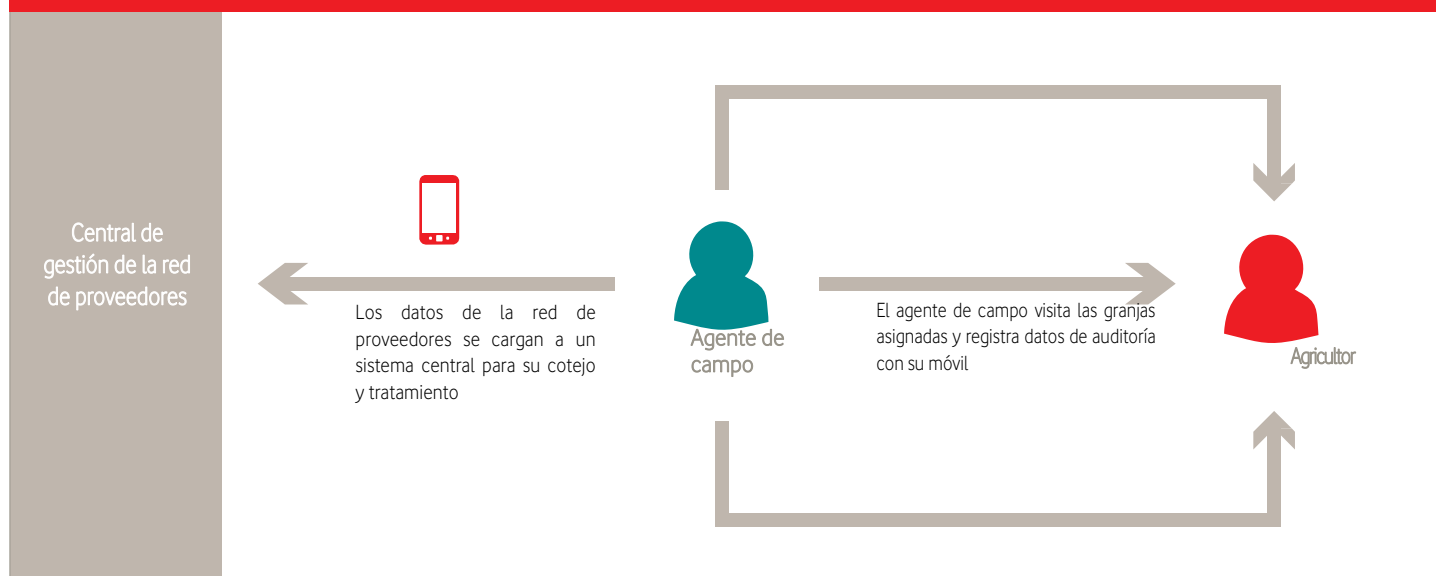 Central de
gestión de la red
de proveedores
Los datos de la red de
proveedores se cargan a un
sistema central para su cotejo
y tratamiento
Agente de
campo
El agente de campo visita las granjas
asignadas y registra datos de auditoría
con su móvil
Agricultor